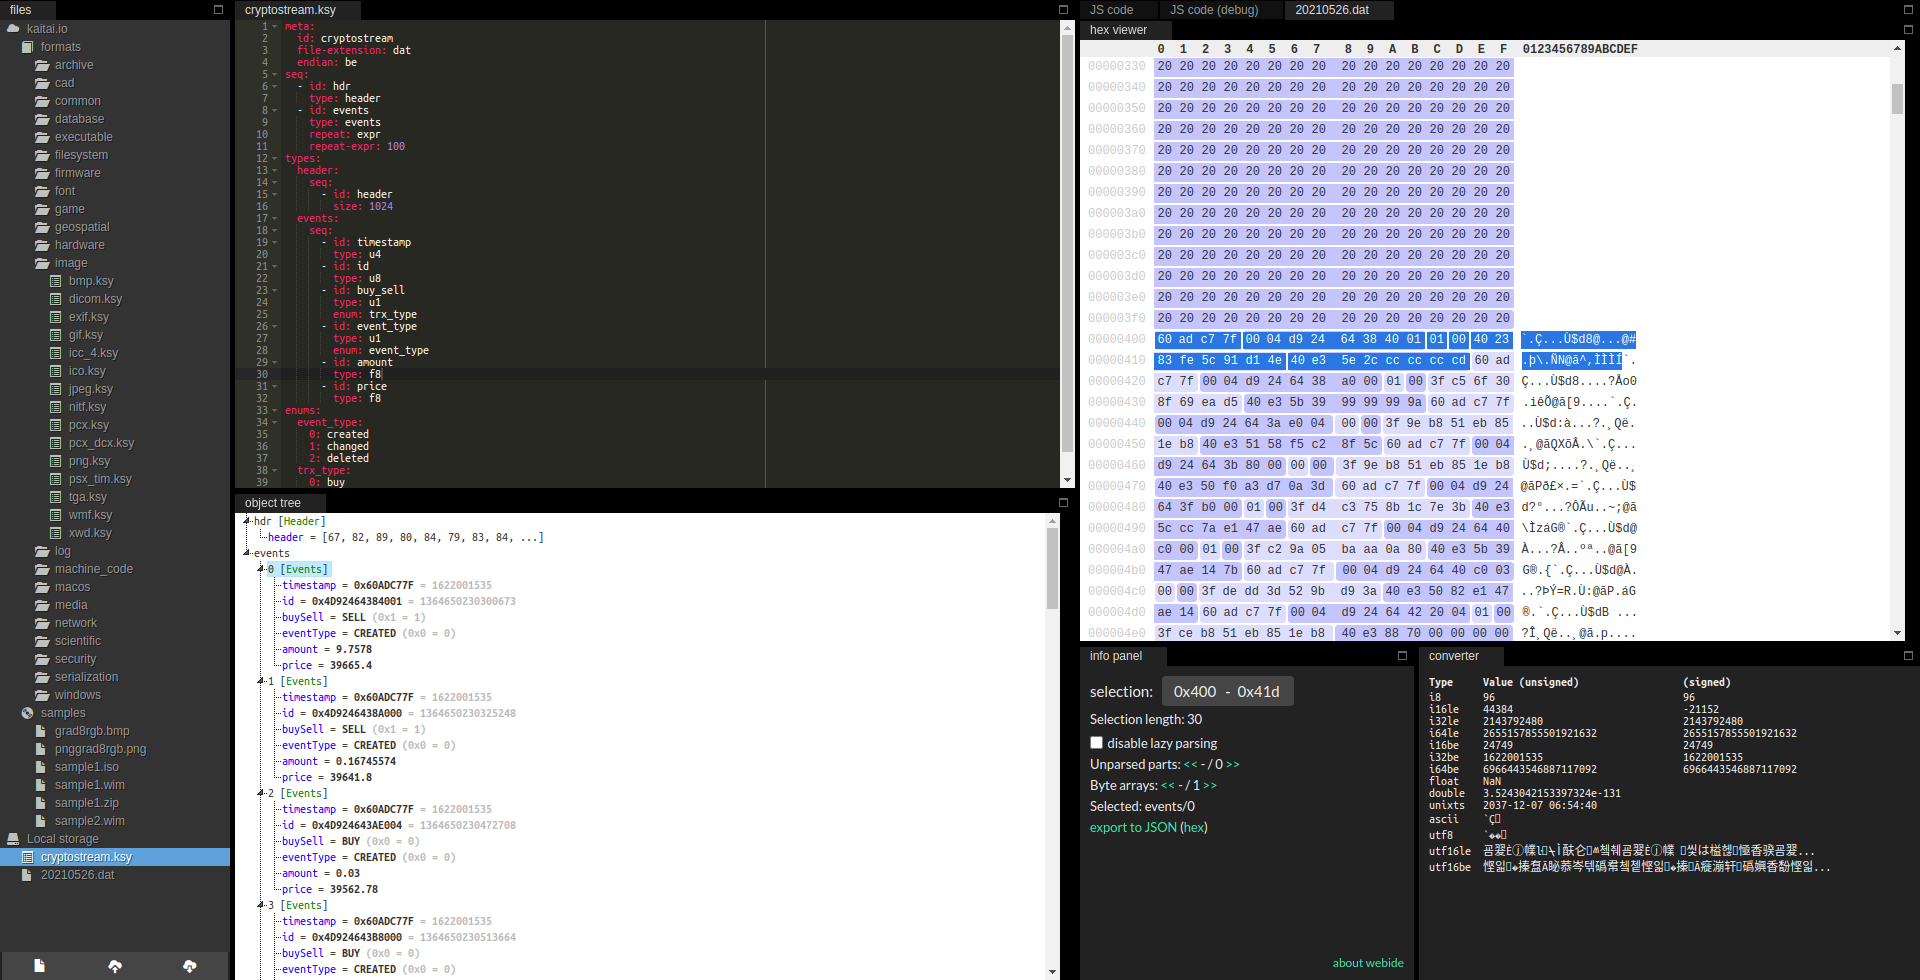 files
kaitai.io
formats
archive
cad
common
database
executable
filesystem
firmware
font
game
geospatial
hardware
image
bmp.ksy
dicom.ksy
exif.ksy
gif.ksy
icc_4.ksy
ico.ksy
jpeg.ksy
nitf.ksy
pcx.ksy
pcx_dcx.ksy
png.ksy
psx_tim.ksy
tga.ksy
wmf.ksy
xwd.ksy
log
machine_code
macos
media
network
scientific
security
serialization
windows
samples
grad8rgb.bmp
pnggrad8rgb.png
sample1.iso
sample1.wim
sample1.zip
sample2.wim
Local storage
cryptostream.ksy
20210526.dat
cryptostream.ksy
1 meta:
2 id: cryptostream
3 file-extension: dat
4 endian: be
5 seq:
6 - id: hdr
7 type: header
8 - id: events
9 type: events
10 repeat: expr
11 repeat-expr: 100
12 types:
13 header:
14 seq:
15 - id: header
16 size: 1024
17 events:
18 seq:
19 - id: timestamp
20 type: u4
21 - id: id
22 type: u8
23 - id: buy_sell
24 type: u1
25 enum: trx_type
26 - id: event_type
27 type: u1
28 enum: event_type
29 - id: amount
30 type: f8
31 - id: price
32 type: f8
33 enums:
34 event_type:
35 0: created
36 1: changed
37 2: deleted
38 trx_type:
39 0: buy
object tree
hdr [Header]
header = [67, 82, 89, 80, 84, 79, 83, 84, ...]
events
0 [Events]
timestamp = 0x60ADC77F = 1622001535
id = 0x4D92464384001 = 1364650230300673
buySell = SELL (0x1 = 1)
eventType = CREATED (0x0 = 0)
amount = 9.7578
price = 39665.4
1 [Events]
timestamp = 0x60ADC77F = 1622001535
id = 0x4D9246438A000 = 1364650230325248
buySell = SELL (0x1 = 1)
eventType = CREATED (0x0 = 0)
amount = 0.16745574
price = 39641.8
2 [Events]
timestamp = 0x60ADC77F = 1622001535
id = 0x4D924643AE004 = 1364650230472708
buySell = BUY (0x0 = 0)
eventType = CREATED (0x0 = 0)
amount = 0.03
price = 39562.78
3 [Events]
timestamp = 0x60ADC77F = 1622001535
id = 0x4D924643B8000 = 1364650230513664
buySell = BUY (0x0 = 0)
eventType = CREATED (0x0 = 0)
JS code JS code (debug) 20210526.dat
hex viewer
0 1 2 3 4 5 6 7 8 9 A B C D E F 0123456789ABCDEF
00000330 20 20 20 20 20 20 20 20 20 20 20 20 20 20 20 20
00000340 20 20 20 20 20 20 20 20 20 20 20 20 20 20 20 20
00000350 20 20 20 20 20 20 20 20 20 20 20 20 20 20 20 20
00000360 20 20 20 20 20 20 20 20 20 20 20 20 20 20 20 20
00000370 20 20 20 20 20 20 20 20 20 20 20 20 20 20 20 20
00000380 20 20 20 20 20 20 20 20 20 20 20 20 20 20 20 20
00000390 20 20 20 20 20 20 20 20 20 20 20 20 20 20 20 20
000003a0 20 20 20 20 20 20 20 20 20 20 20 20 20 20 20 20
000003b0 20 20 20 20 20 20 20 20 20 20 20 20 20 20 20 20
000003c0 20 20 20 20 20 20 20 20 20 20 20 20 20 20 20 20
000003d0 20 20 20 20 20 20 20 20 20 20 20 20 20 20 20 20
000003e0 20 20 20 20 20 20 20 20 20 20 20 20 20 20 20 20
000003f0 20 20 20 20 20 20 20 20 20 20 20 20 20 20 20 20
00000400 60 ad c7 7f 00 04 d9 24 64 38 40 01 01 00 40 23 `.Ç...Ù$d8@...@#
00000410 83 fe 5c 91 d1 4e 40 e3 5e 2c cc cc cc cd 60 ad .þ\.ÑN@ã^,ÌÌÌÍ`.
00000420 c7 7f 00 04 d9 24 64 38 a0 00 01 00 3f c5 6f 30 Ç...Ù$d8....?Åo0
00000430 8f 69 ea d5 40 e3 5b 39 99 99 99 9a 60 ad c7 7f .iêÕ@ã[9....`.Ç.
00000440 00 04 d9 24 64 3a e0 04 00 00 3f 9e b8 51 eb 85 ..Ù$d:à...?.¸Që.
00000450 1e b8 40 e3 51 58 f5 c2 8f 5c 60 ad c7 7f 00 04 .¸@ãQXõÂ.\`.Ç...
00000460 d9 24 64 3b 80 00 00 00 3f 9e b8 51 eb 85 1e b8 Ù$d;....?.¸Që..¸
00000470 40 e3 50 f0 a3 d7 0a 3d 60 ad c7 7f 00 04 d9 24 @ãPð£×.=`.Ç...Ù$
00000480 64 3f b0 00 01 00 3f d4 c3 75 8b 1c 7e 3b 40 e3 d?°...?ÔÃu..~;@ã
00000490 5c cc 7a e1 47 ae 60 ad c7 7f 00 04 d9 24 64 40 \ÌzáG®`.Ç...Ù$d@
000004a0 c0 00 01 00 3f c2 9a 05 ba aa 0a 80 40 e3 5b 39 À...?Â..ºª..@ã[9
000004b0 47 ae 14 7b 60 ad c7 7f 00 04 d9 24 64 40 c0 03 G®.{`.Ç...Ù$d@À.
000004c0 00 00 3f de dd 3d 52 9b d9 3a 40 e3 50 82 e1 47 ..?ÞÝ=R.Ù:@ãP.áG
000004d0 ae 14 60 ad c7 7f 00 04 d9 24 64 42 20 04 01 00 ®.`.Ç...Ù$dB ...
000004e0 3f ce b8 51 eb 85 1e b8 40 e3 88 70 00 00 00 00 ?Î¸Që..¸@ã.p....
info panel
selection: 0x400 - 0x41d
Selection length: 30
disable lazy parsing
Unparsed parts: << - / 0 >>
Byte arrays: << - / 1 >>
Selected: events/0
export to JSON (hex)
about webide
converter
Type Value (unsigned) (signed)
i8 96 96
i16le 44384 -21152
i32le 2143792480 2143792480
i64le 2655157855501921632 2655157855501921632
i16be 24749 24749
i32be 1622001535 1622001535
i64be 6966443546887117092 6966443546887117092
float NaN
double 3.5243042153397324e-131
unixts 2037-12-07 06:54:40
ascii `Ç
utf8 `��
utf16le
utf16be